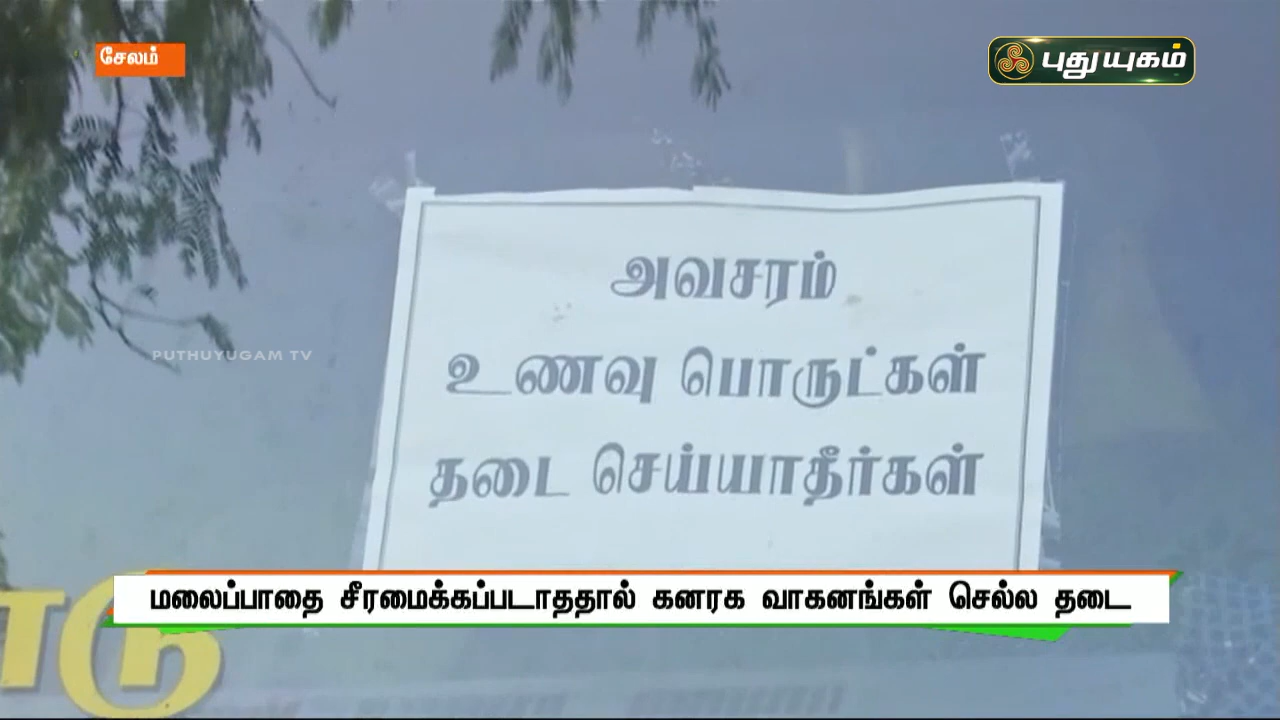 சேலம்
புதுயுகம்
அவசரம்
உணவு பொருட்கள்
PUTHUYUGAM TV
தடை செய்யாதீர்கள்
மலைப்பாதை சீரமைக்கப்படாததால் கனரக வாகனங்கள் செல்ல தடை